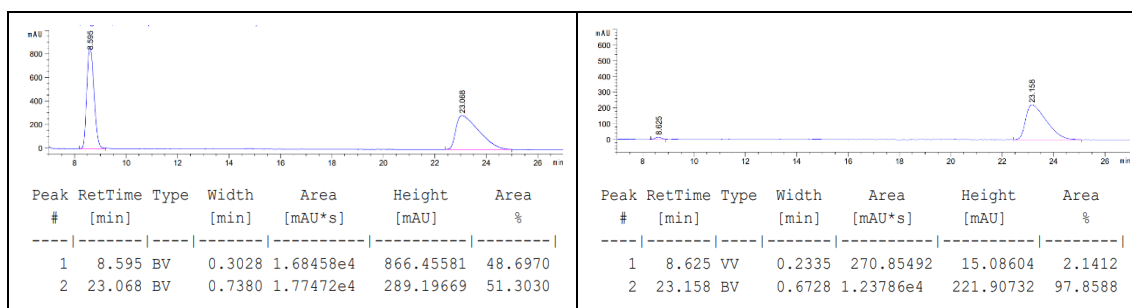 mAU
800
600
400
200
0
8.595
23.068
8 10 12 14 16 18 20 22 24 26 min
Peak RetTime Type Width Area Height Area
# [min] [min] [mAU*s] [mAU] %
----|-------|----|-------|----------|---------|--------|
1 8.595 BV 0.3028 1.68458e4 866.45581 48.6970
2 23.068 BV 0.7380 1.77472e4 289.19669 51.3030
mAU
600
500
400
300
200
100
0
8.625
23.158
8 10 12 14 16 18 20 22 24 26 min
Peak RetTime Type Width Area Height Area
# [min] [min] [mAU*s] [mAU] %
----|-------|----|-------|----------|---------|--------|
1 8.625 VV 0.2335 270.85492 15.08604 2.1412
2 23.158 BV 0.6728 1.23786e4 221.90732 97.8588